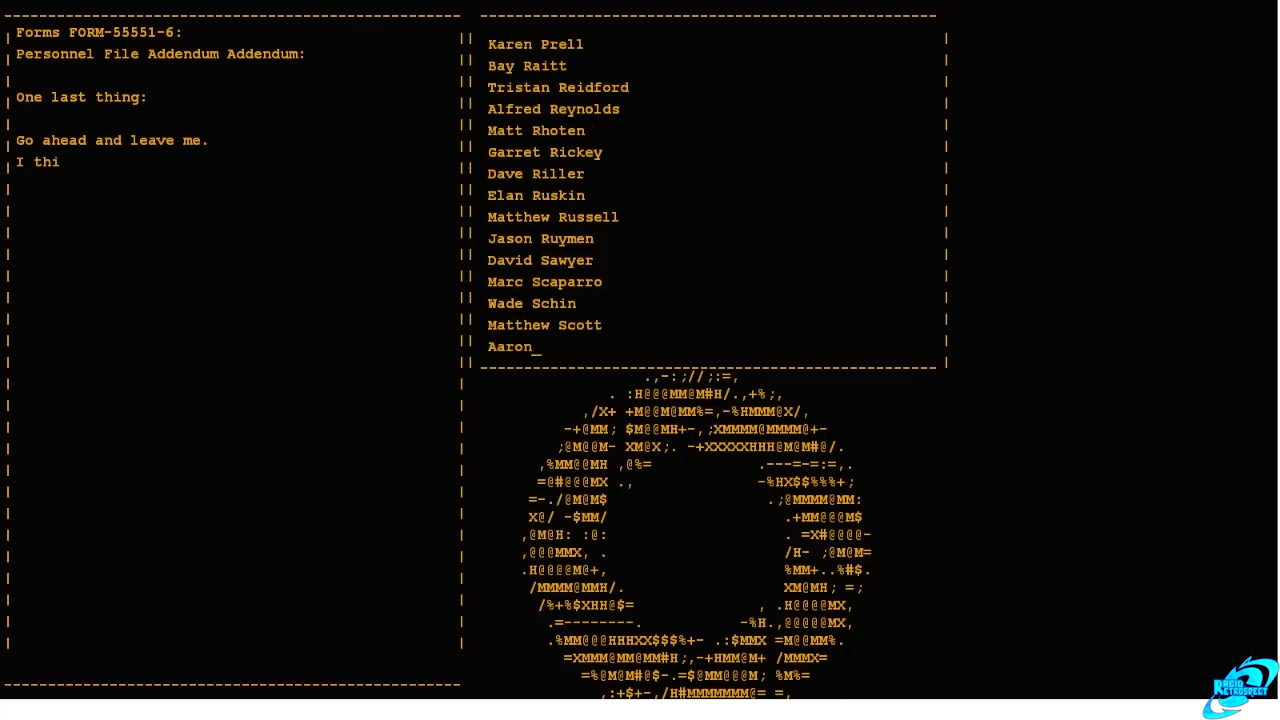 Forms FORM-55551-6:
Personnel File Addendum Addendum:
One last thing:
Go ahead and leave me.
I thi
Karen Prell
Bay Raitt
Tristan Reidford
Alfred Reynolds
Matt Rhoten
Garret Rickey
Dave Riller
Elan Ruskin
Matthew Russell
Jason Ruymen
David Sawyer
Marc Scaparro
Wade Schin
Matthew Scott
Aaron_